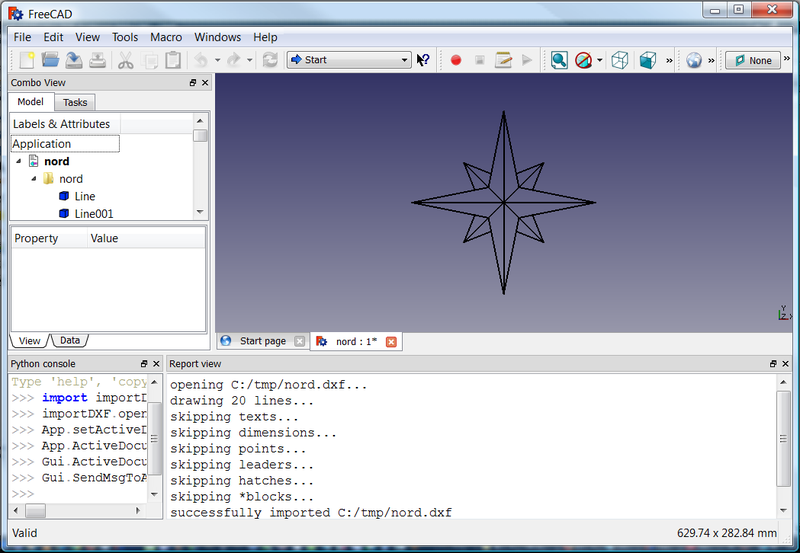 FreeCAD
File Edit View Tools Macro Windows Help
Start None
Combo View
Model Tasks
Labels & Attributes
Application
nord
nord
Line
Line001
Property Value
View Data
Y
Z X
Start page nord : 1*
Python console
Type 'help', 'copy
>>> import importD
>>> importDXF.open
>>> App.setActiveD
>>> App.ActiveDocu
>>> Gui.ActiveDocu
>>> Gui.SendMsgToA
>>>
Report view
opening C:/tmp/nord.dxf...
drawing 20 lines...
skipping texts...
skipping dimensions...
skipping points...
skipping leaders...
skipping hatches...
skipping *blocks...
successfully imported C:/tmp/nord.dxf
Valid 629.74 x 282.84 mm